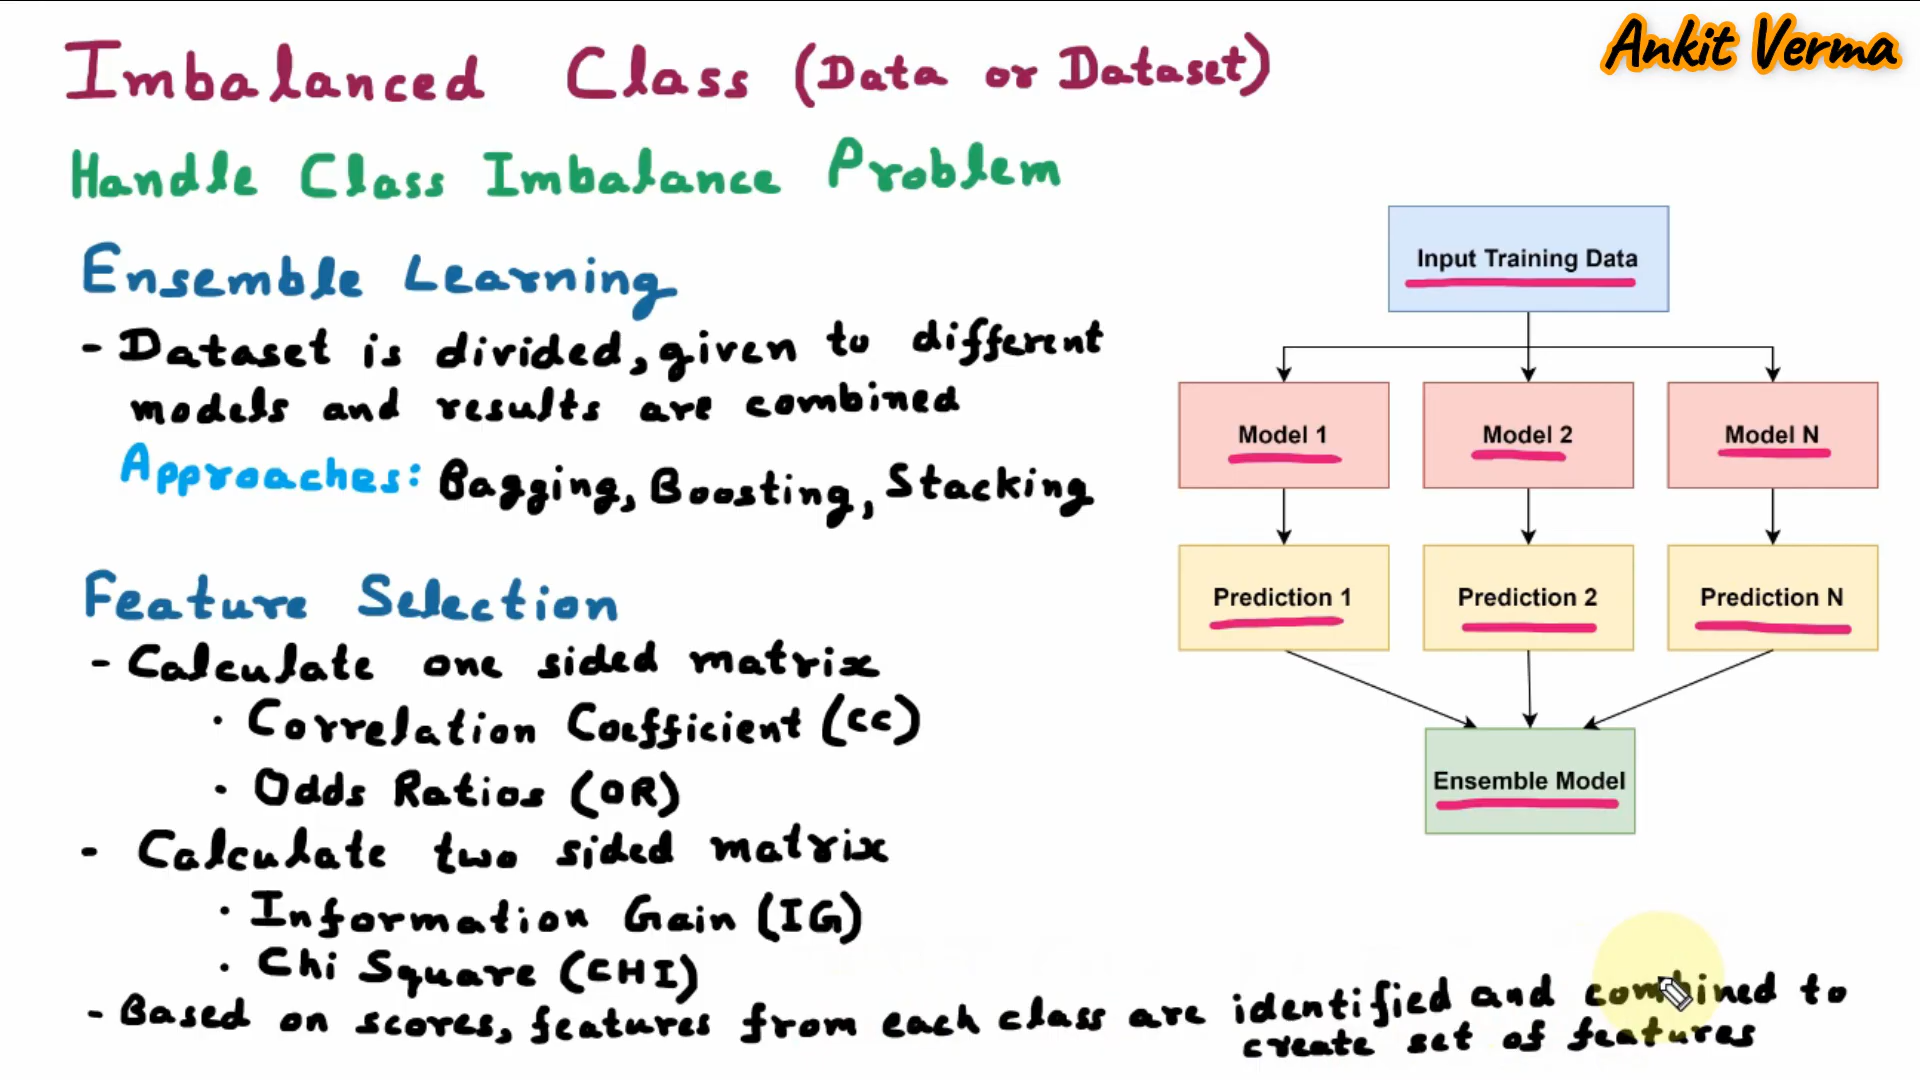 Ankit Verma
Imbalanced Class (Data or Dataset)
Handle Class Imbalance Problem
Ensemble Learning
- Dataset is divided, given to different
models and results are combined
Approaches: Bagging, Boosting, Stacking
Feature Selection
- Calculate one sided matrix
· Correlation Coefficient (CC)
· Odds Ratios (OR)
- Calculate two sided matrix
· Information Gain (IG)
· Chi Square (CHI)
- Based on scores, features from each class are identified and combined to
create set of features
Input Training Data
Model 1 Model 2 Model N
Prediction 1 Prediction 2 Prediction N
Ensemble Model